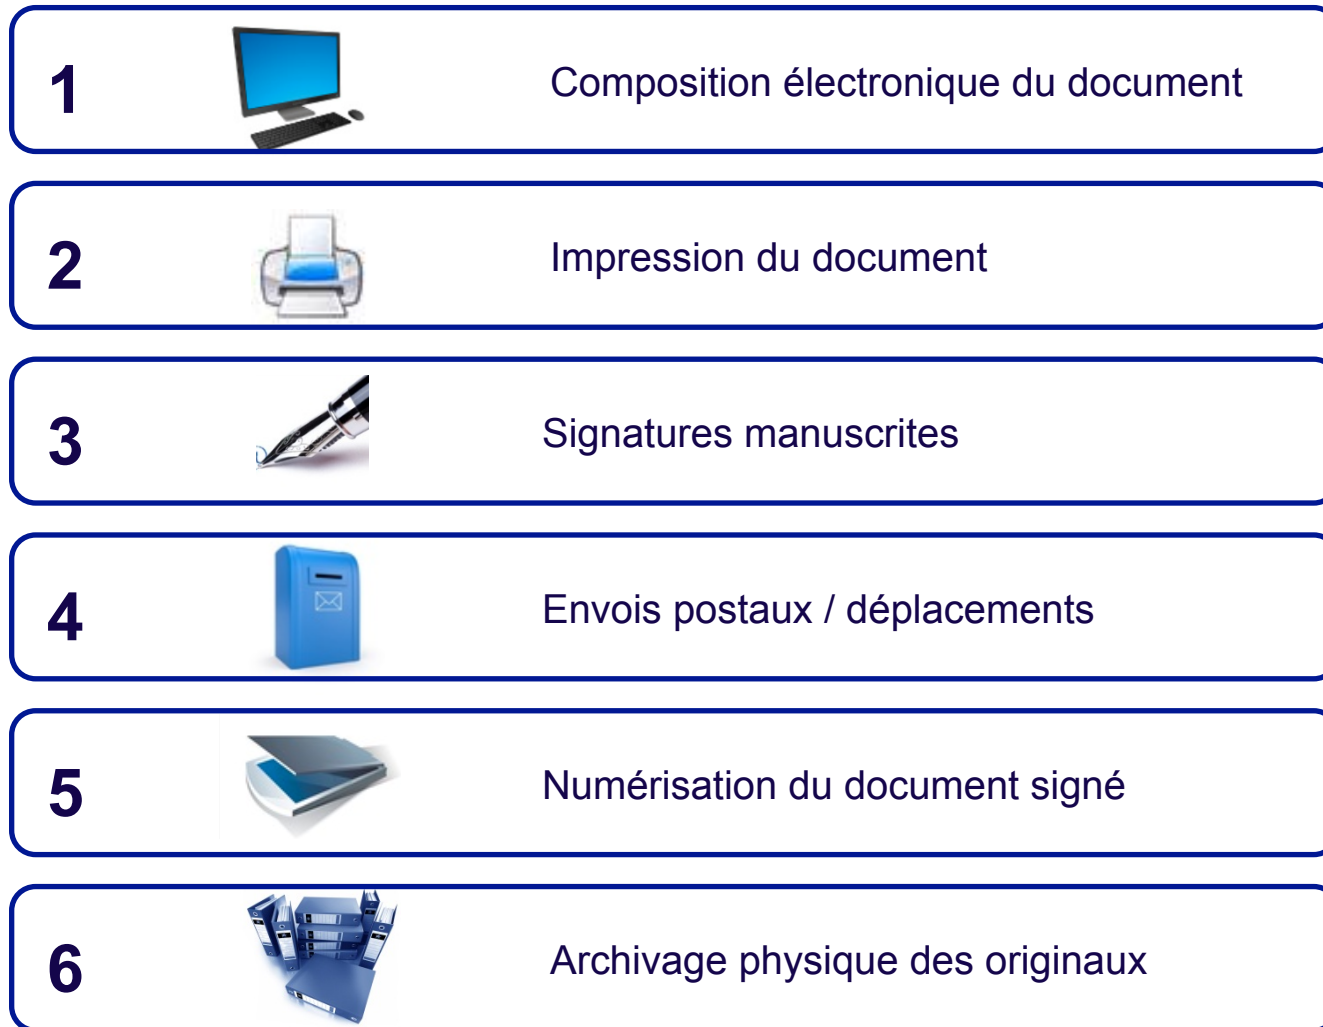 1
Composition électronique du document
2
Impression du document
3
Signatures manuscrites
4
Envois postaux / déplacements
5
Numérisation du document signé
6
Archivage physique des originaux